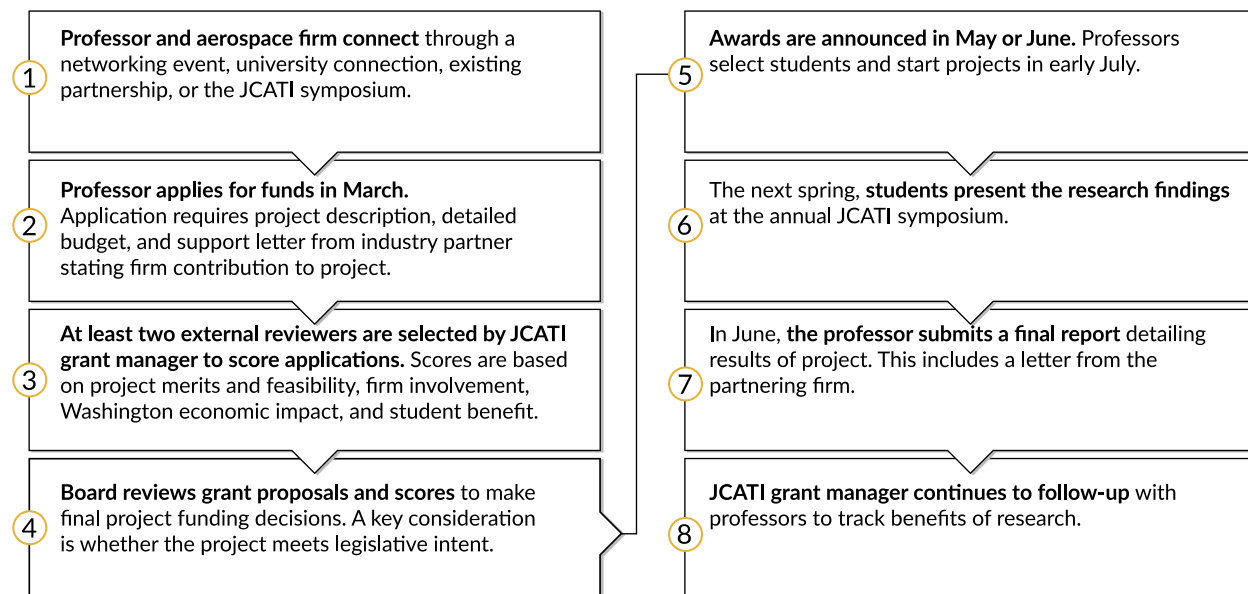 1
Professor and aerospace firm connect through a
networking event, university connection, existing
partnership, or the JCATI symposium.
2
Professor applies for funds in March.
Application requires project description, detailed
budget, and support letter from industry partner
stating firm contribution to project.
3
At least two external reviewers are selected by JCATI
grant manager to score applications. Scores are based
on project merits and feasibility, firm involvement,
Washington economic impact, and student benefit.
4
Board reviews grant proposals and scores to make
final project funding decisions. A key consideration
is whether the project meets legislative intent.
5
Awards are announced in May or June. Professors
select students and start projects in early July.
6
The next spring, students present the research findings
at the annual JCATI symposium.
7
In June, the professor submits a final report detailing
results of project. This includes a letter from the
partnering firm.
8
JCATI grant manager continues to follow-up with
professors to track benefits of research.